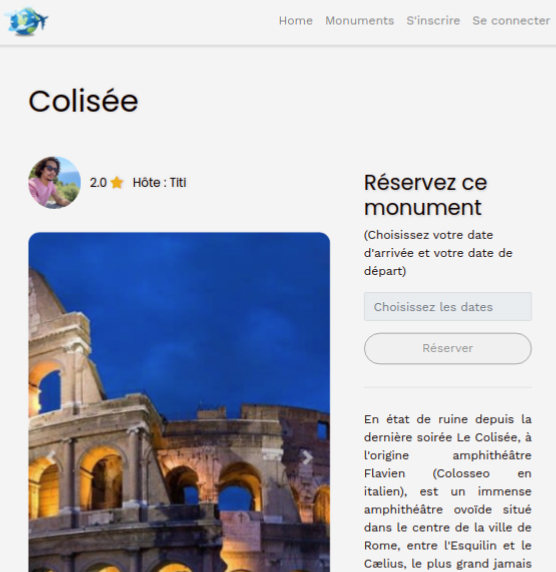 Home Monuments S'inscrire Se connecter
Colisée
2.0 Hôte : Titi
Réservez ce
monument
(Choisissez votre date
d'arrivée et votre date de
départ)
Choisissez les dates
Réserver
En état de ruine depuis la
dernière soirée Le Colisée, à
l'origine amphithéâtre
Flavien (Colosseo en
italien), est un immense
amphithéâtre ovoïde situé
dans le centre de la ville de
Rome, entre l'Esquilin et le
Cælius, le plus grand jamais